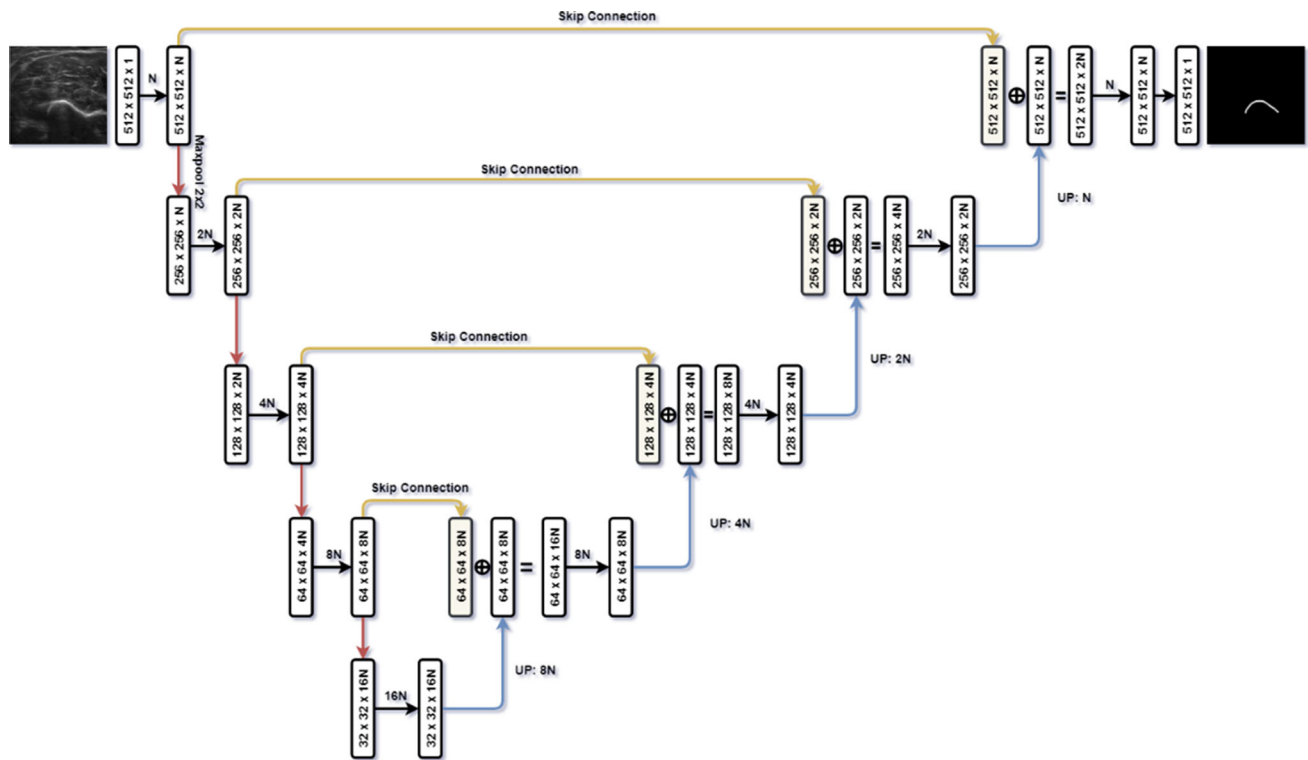 Skip Connection
512 x 512 x 1
N
512 x 512 x N
512 x 512 x N
⊕
512 x 512 x N
=
512 x 512 x 2N
N
512 x 512 x N
512 x 512 x 1
Maxpool 2x2
Skip Connection
UP: N
256 x 256 x N
2N
256 x 256 x 2N
256 x 256 x 2N
⊕
256 x 256 x 2N
=
256 x 256 x 4N
2N
256 x 256 x 2N
Skip Connection
UP: 2N
128 x 128 x 2N
4N
128 x 128 x 4N
128 x 128 x 4N
⊕
128 x 128 x 4N
=
128 x 128 x 8N
4N
128 x 128 x 4N
Skip Connection
UP: 4N
64 x 64 x 4N
8N
64 x 64 x 8N
64 x 64 x 8N
⊕
64 x 64 x 8N
=
64 x 64 x 16N
8N
64 x 64 x 8N
UP: 8N
32 x 32 x 16N
16N
32 x 32 x 16N